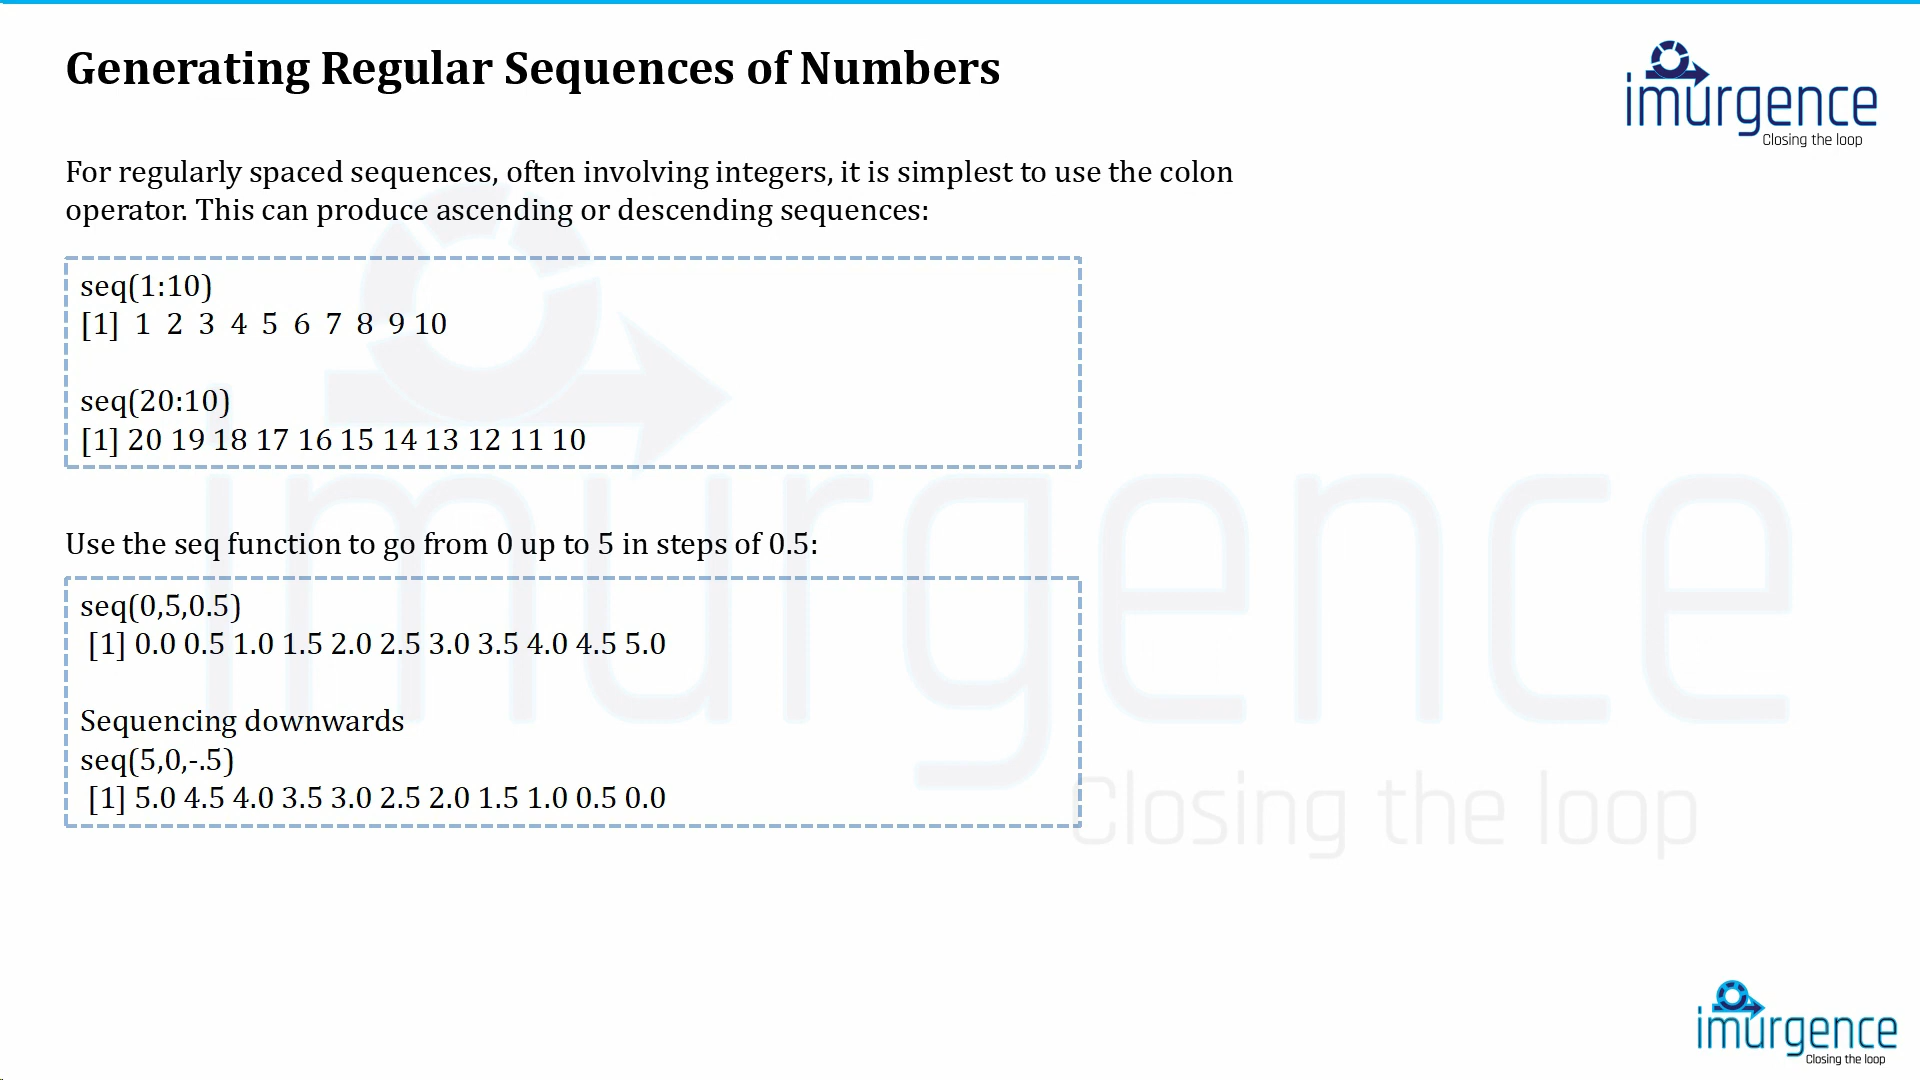 Generating Regular Sequences of Numbers
imurgence
Closing the loop
For regularly spaced sequences, often involving integers, it is simplest to use the colon
operator. This can produce ascending or descending sequences:
seq(1:10)
[1]  1  2  3  4  5  6  7  8  9 10
seq(20:10)
[1] 20 19 18 17 16 15 14 13 12 11 10
Use the seq function to go from 0 up to 5 in steps of 0.5:
seq(0,5,0.5)
[1] 0.0 0.5 1.0 1.5 2.0 2.5 3.0 3.5 4.0 4.5 5.0
Sequencing downwards
seq(5,0,-.5)
[1] 5.0 4.5 4.0 3.5 3.0 2.5 2.0 1.5 1.0 0.5 0.0
imurgence
Closing the loop
imurgence
Closing the loop